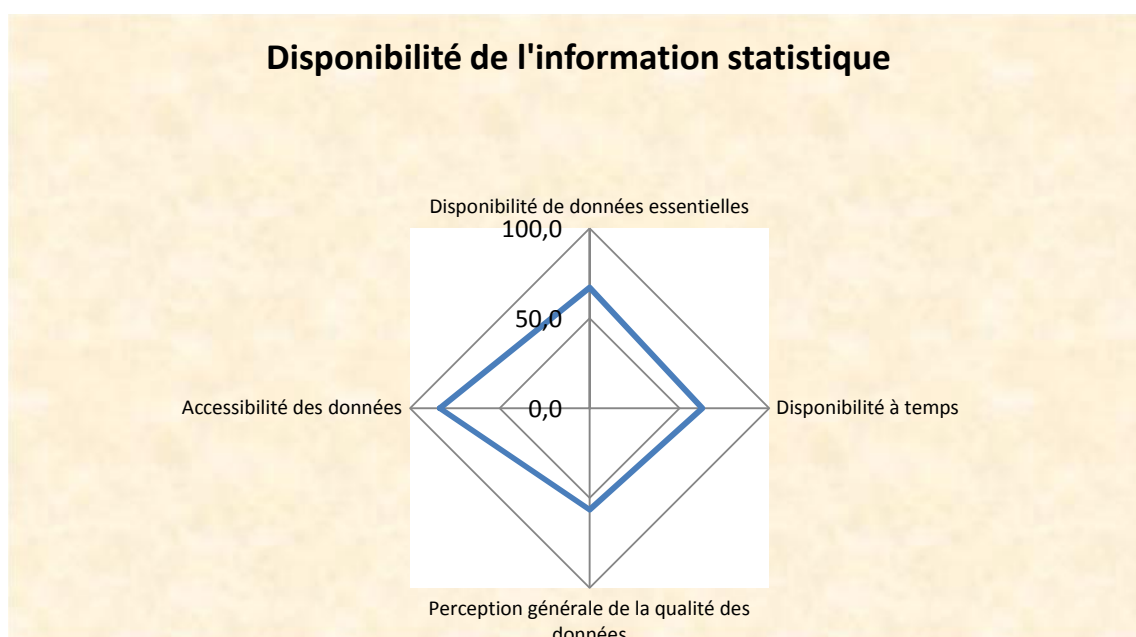 Disponibilité de l'information statistique
Disponibilité de données essentielles
100,0
50,0
Accessibilité des données
0,0
Disponibilité à temps
Perception générale de la qualité des
données